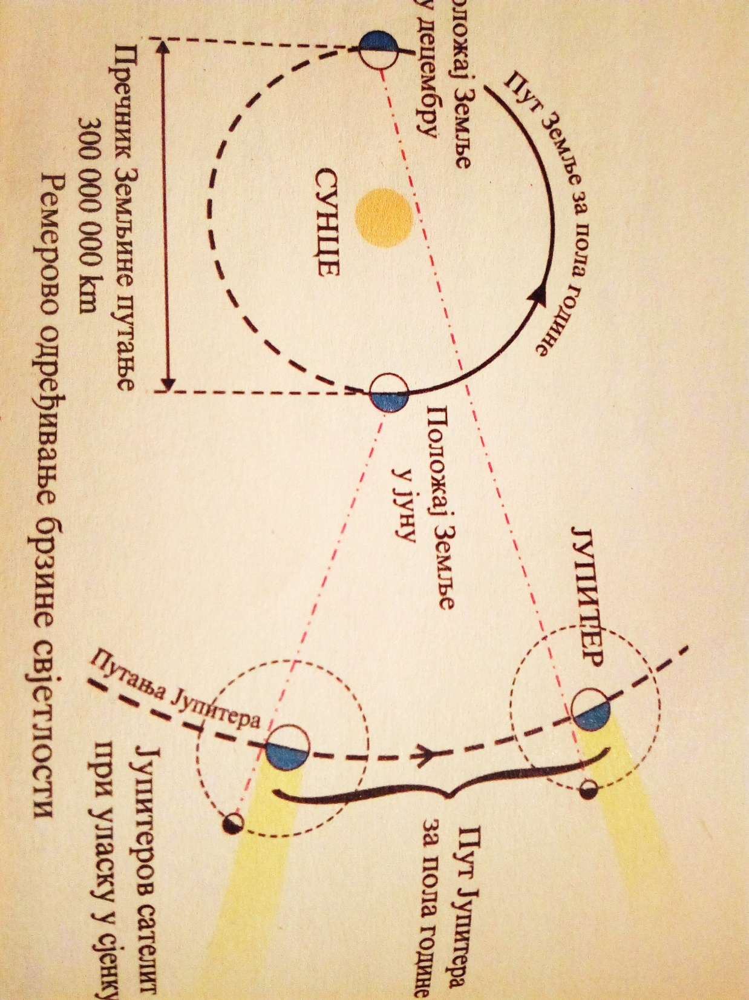 Пут Земље за пола године
ЈУПИТЕР
Земље
у децембру
Положај Земље
у јуну
СУНЦЕ
Пут Јупитера
за пола године
Путања Јупитера
Пречник Земљине путање
300 000 000 km
Јупитеров сателит
при уласку у сјенку
Ремерово одређивање брзине свјетлости